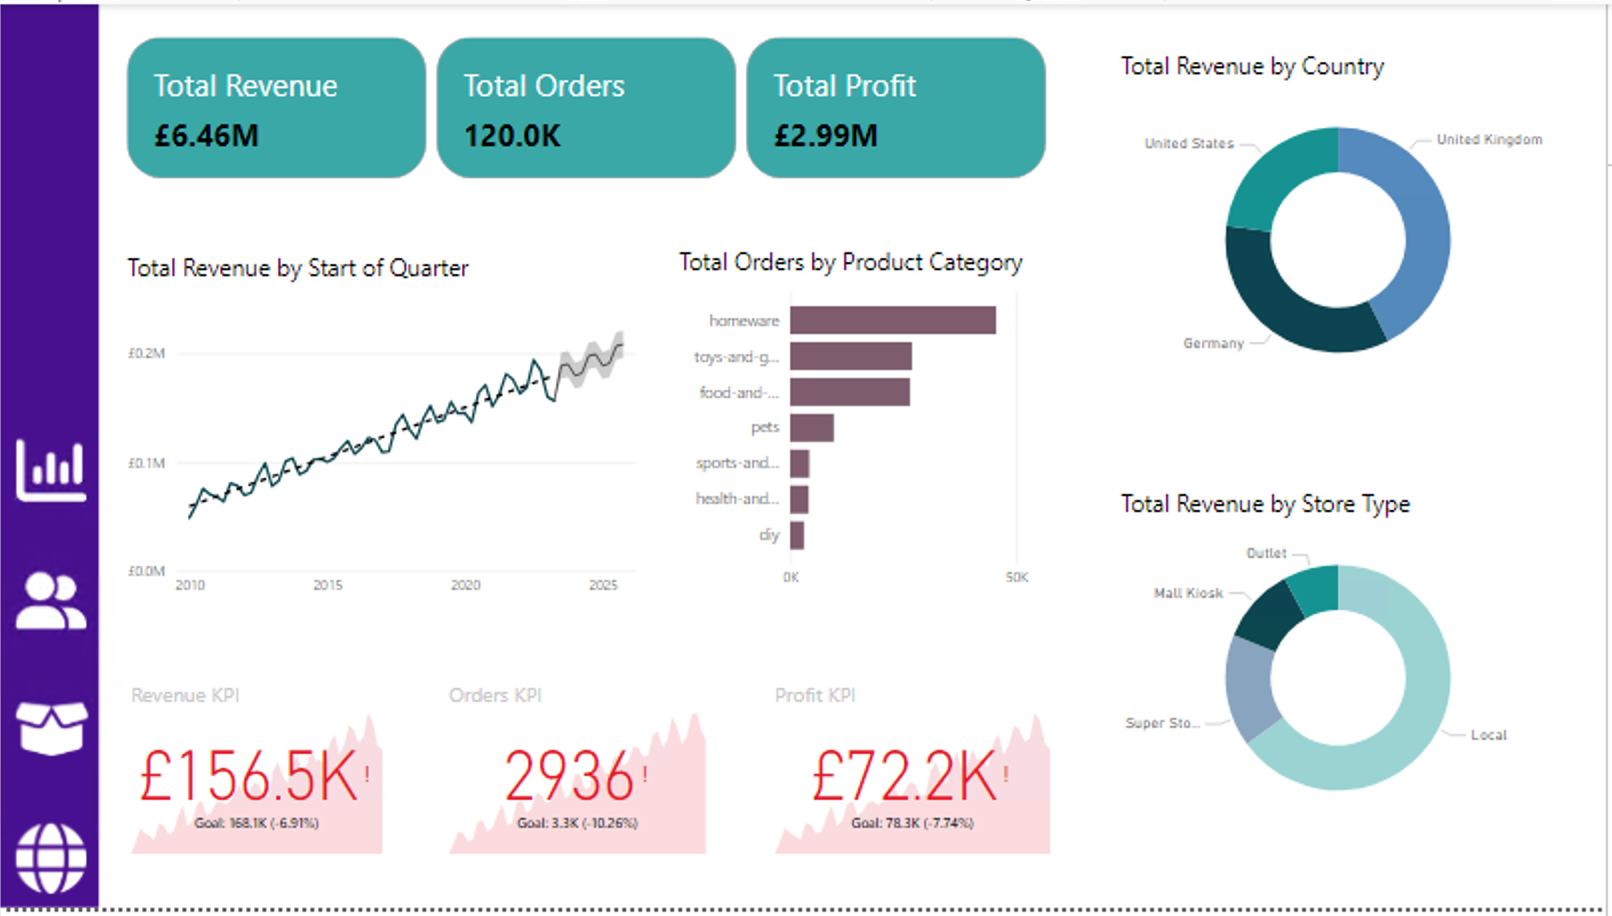 Total Revenue
£6.46M
Total Orders
120.0K
Total Profit
£2.99M
Total Revenue by Country
United States
United Kingdom
Germany
Total Revenue by Start of Quarter
£0.2M
£0.1M
£0.0M
2010
2015
2020
2025
Total Orders by Product Category
homeware
toys-and-g...
food-and-...
pets
sports-and...
health-and...
diy
0K
50K
Total Revenue by Store Type
Outlet
Mall Kiosk
Super Sto...
Local
Revenue KPI
£156.5K!
Goal: 168.1K (-6.91%)
Orders KPI
2936!
Goal: 3.3K (-10.26%)
Profit KPI
£72.2K!
Goal: 78.3K (-7.74%)